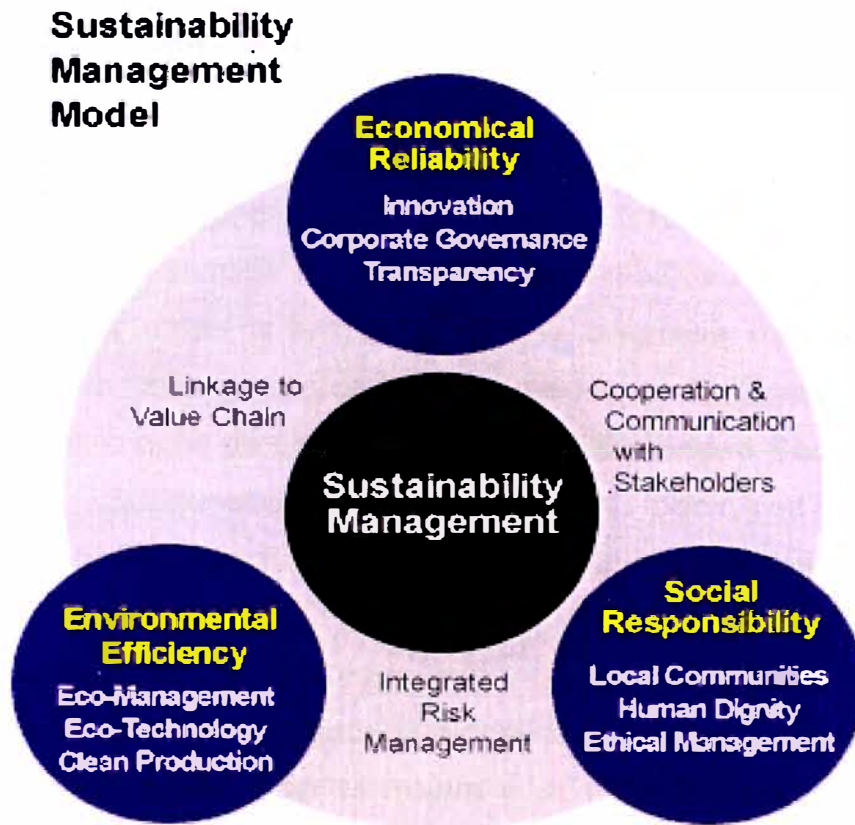 Sustainability
Management
Model
Economical
Reliability
Innovation
Corporate Governance
Transparency
Linkage to
Value Chain
Cooperation &
Communication
with
.Stakeholders
Sustainability
Management
Environmental
Efficiency
Eco-Management
Eco-Technology
Clean Production
Integrated
Risk
Management
Social
Responsibility
Local Communities
Human Dignity
Ethical Management